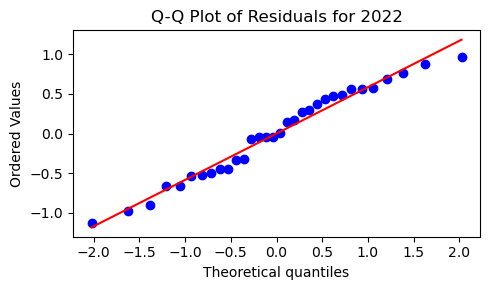 Q-Q Plot of Residuals for 2022
Ordered Values
1.0
0.5
0.0
−0.5
−1.0
−2.0 −1.5 −1.0 −0.5 0.0 0.5 1.0 1.5 2.0
Theoretical quantiles